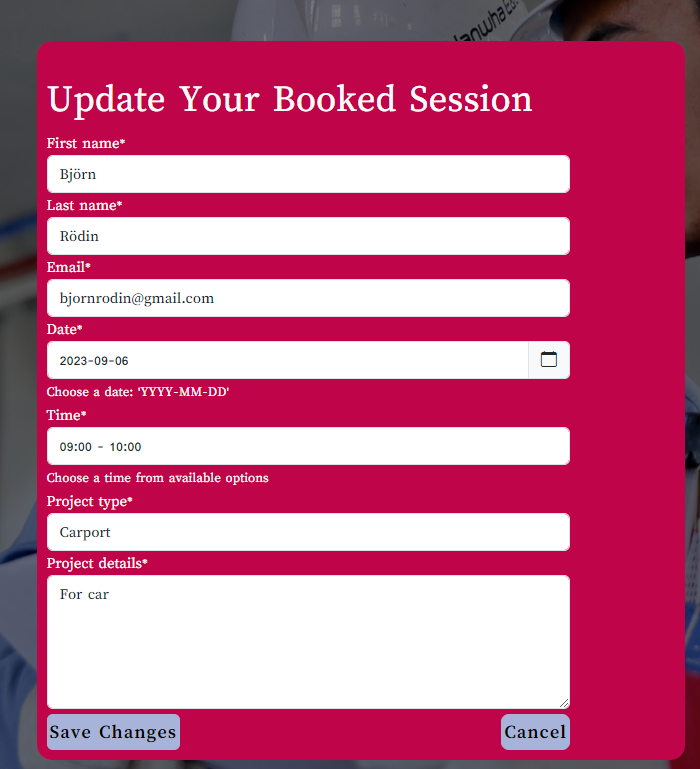 Update Your Booked Session
First name*
Björn
Last name*
Rödin
Email*
bjornrodin@gmail.com
Date*
2023-09-06
Choose a date: 'YYYY-MM-DD'
Time*
09:00 - 10:00
Choose a time from available options
Project type*
Carport
Project details*
For car
Save Changes
Cancel